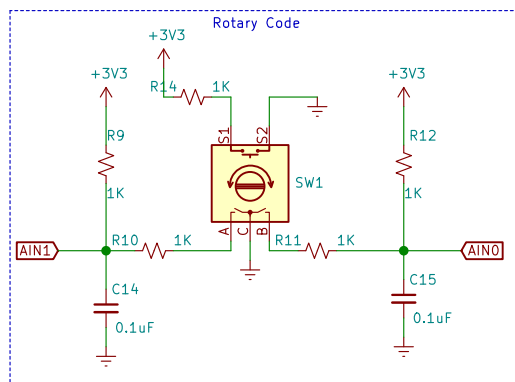 Rotary Code
+3V3
+3V3
+3V3
R14 1K
S1
S2
R9
1K
R12
1K
SW1
A
C
B
AIN1
R10 1K
R11 1K
AIN0
C14
0.1uF
C15
0.1uF